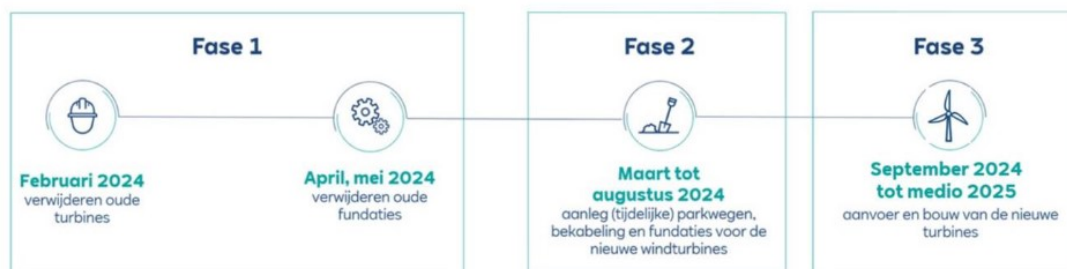 Fase 1
Februari 2024
verwijderen oude
turbines
April, mei 2024
verwijderen oude
fundaties
Fase 2
Maart tot
augustus 2024
aanleg (tijdelijke) parkwegen,
bekabeling en fundaties voor de
nieuwe windturbines
Fase 3
September 2024
tot medio 2025
aanvoer en bouw van de nieuwe
turbines